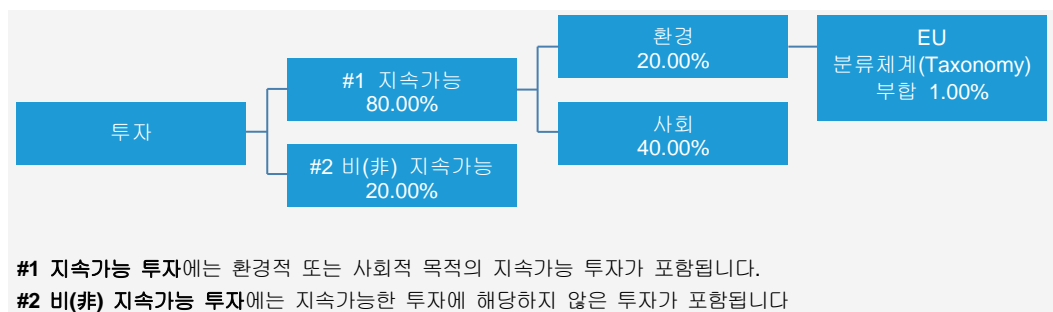 투자
#1 지속가능
80.00%
#2 비(非) 지속가능
20.00%
환경
20.00%
사회
40.00%
EU
분류체계(Taxonomy)
부합 1.00%
#1 지속가능 투자에는 환경적 또는 사회적 목적의 지속가능 투자가 포함됩니다.
#2 비(非) 지속가능 투자에는 지속가능한 투자에 해당하지 않은 투자가 포함됩니다